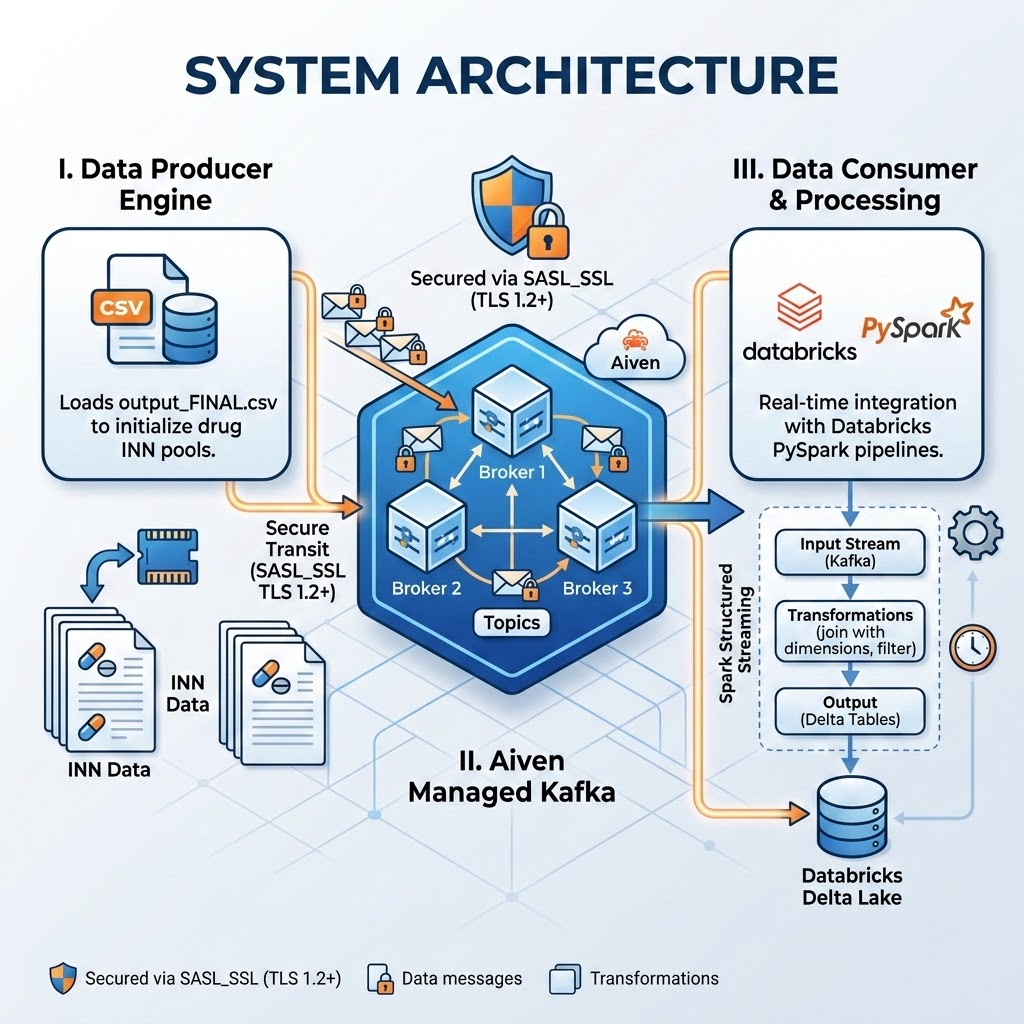 SYSTEM ARCHITECTURE
I. Data Producer
Engine
CSV
Loads output_FINAL.csv
to initialize drug
INN pools.
Secured via SASL_SSL
(TLS 1.2+)
Aiven
III. Data Consumer
& Processing
databricks
PySpark
Real-time integration
with Databricks
PySpark pipelines.
Secure
Transit
(SASL_SSL
TLS 1.2+)
Broker 1
Broker 2
Broker 3
Topics
INN
Data
INN Data
II. Aiven
Managed Kafka
Spark Structured
Streaming
Input Stream
(Kafka)
Transformations
(join with
dimensions, filter)
Output
(Delta Tables)
Databricks
Delta Lake
Secured via SASL_SSL (TLS 1.2+)
Data messages
Transformations